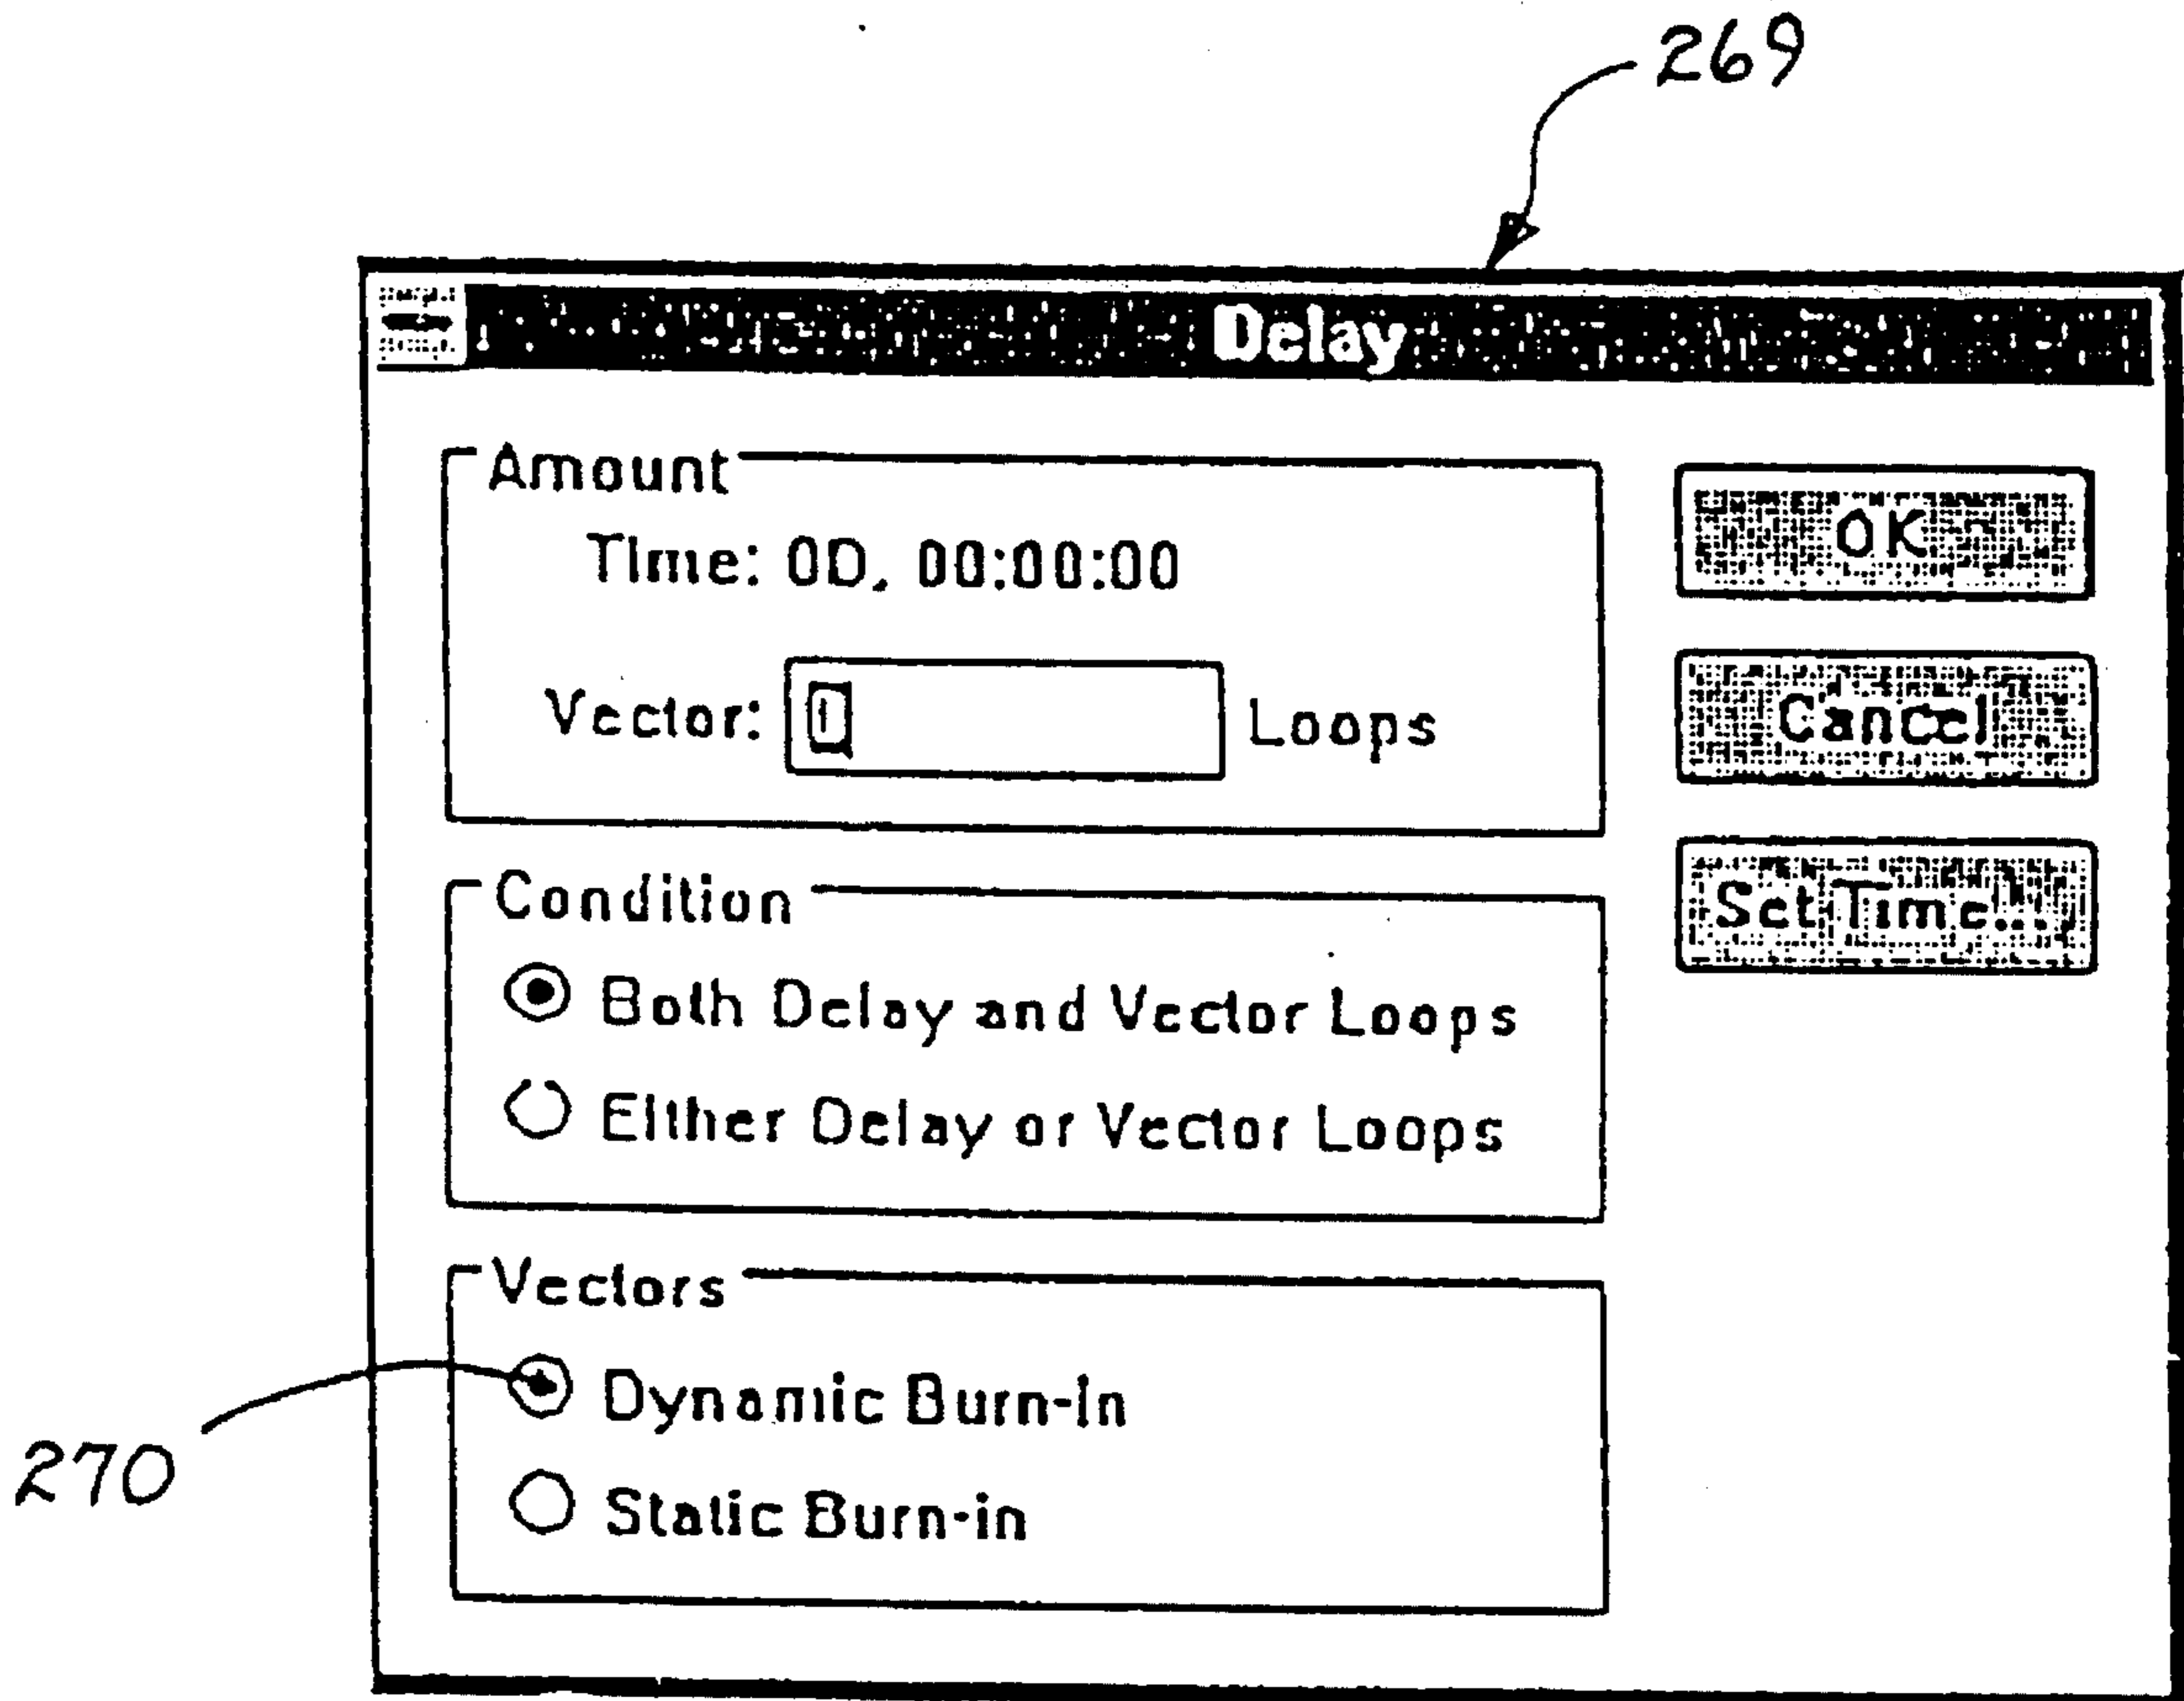 269
Delay
Amount
Time: 0D, 00:00:00
Vector: 0 Loops
OK
Cancel
Set Time...
Condition
Both Delay and Vector Loops
Either Delay or Vector Loops
Vectors
Dynamic Burn-In
Static Burn-in
270